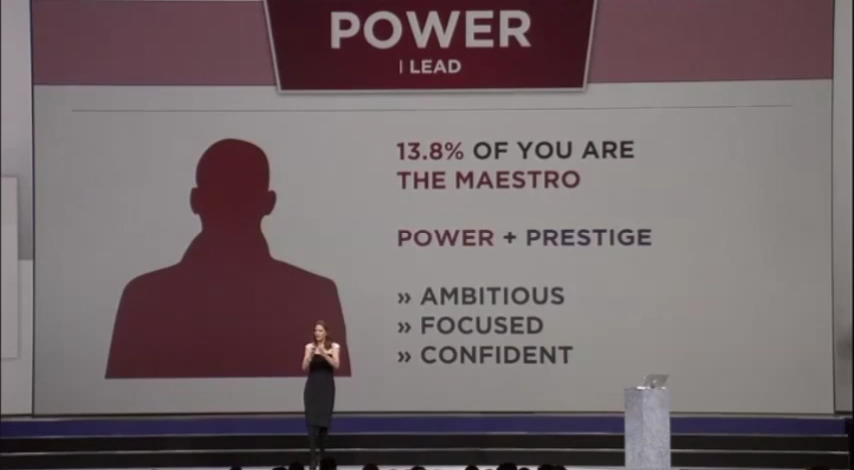 POWER
I LEAD
13.8% OF YOU ARE
THE MAESTRO
POWER + PRESTIGE
» AMBITIOUS
» FOCUSED
» CONFIDENT